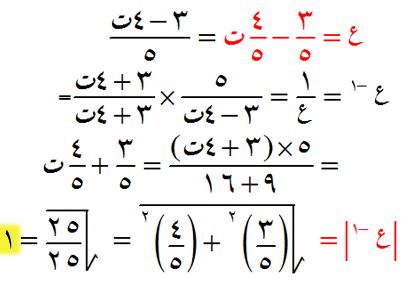 ع = ٣/٥ − ٤/٥ ت = (٣ − ٤ت)/٥
ع^−١ = ١/ع = ٥/(٣ − ٤ت) × (٣ + ٤ت)/(٣ + ٤ت) =
= ٥ × (٣ + ٤ت)/(٩ + ١٦) = ٣/٥ + ٤/٥ ت
|ع^−١| = √((٣/٥)^٢ + (٤/٥)^٢) = √(٢٥/٢٥) = ١